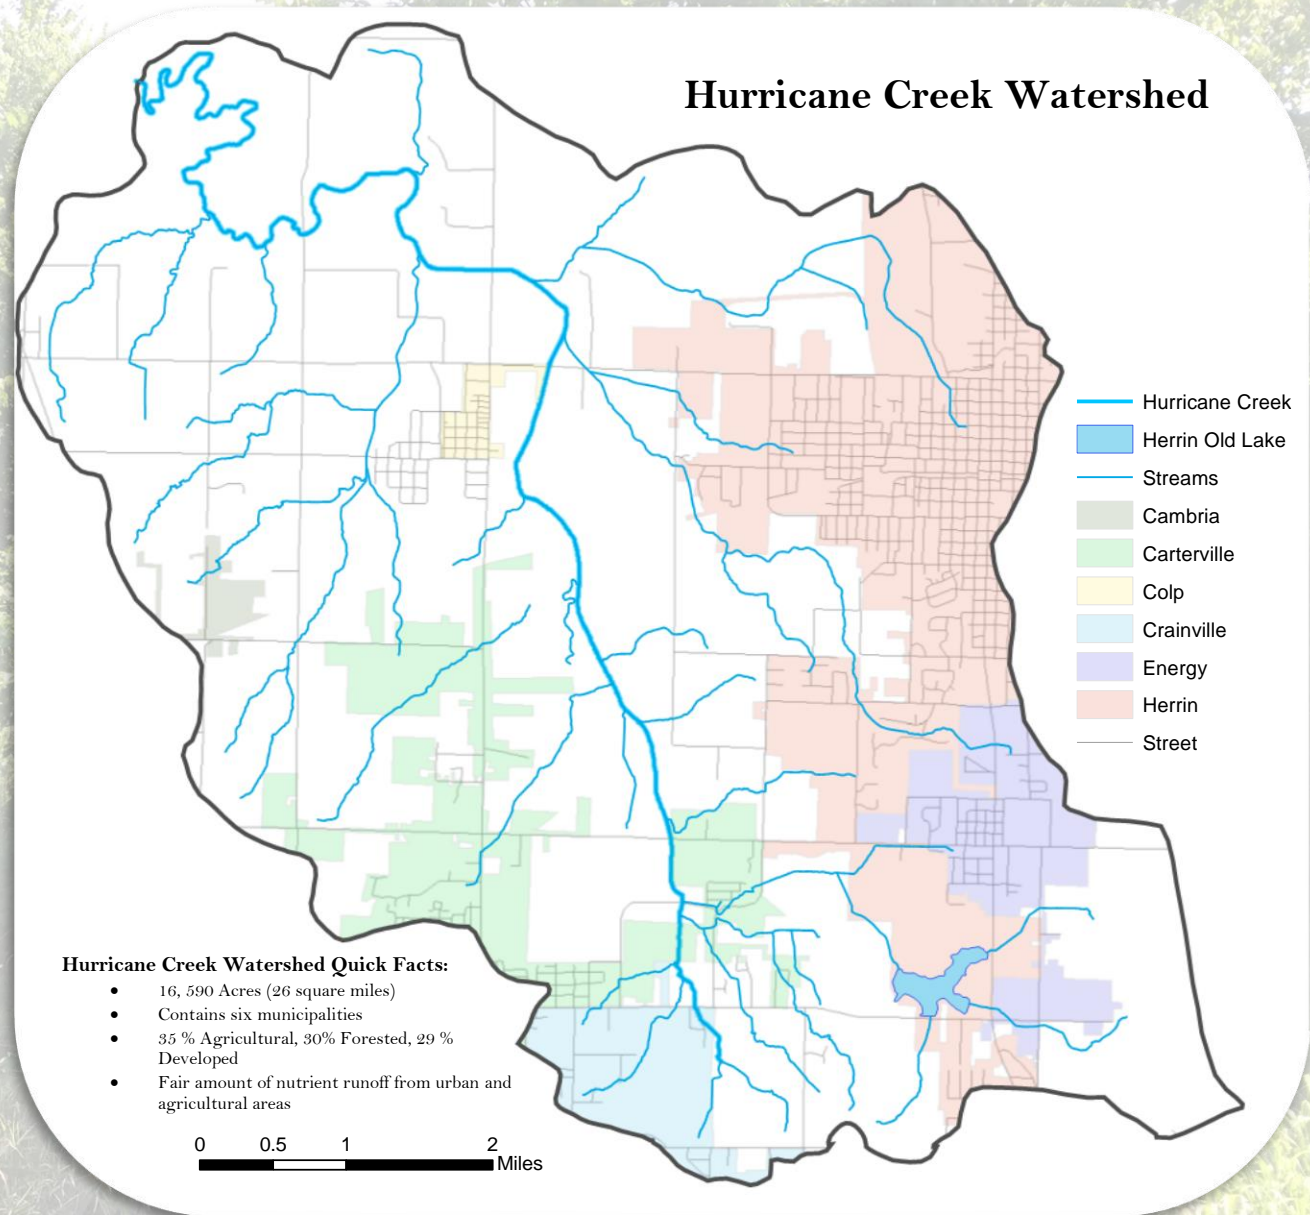 Hurricane Creek Watershed
Hurricane Creek
Herrin Old Lake
Streams
Cambria
Carterville
Colp
Crainville
Energy
Herrin
Street
Hurricane Creek Watershed Quick Facts:
• 16, 590 Acres (26 square miles)
• Contains six municipalities
• 35 % Agricultural, 30% Forested, 29 %
Developed
• Fair amount of nutrient runoff from urban and
agricultural areas
0 0.5 1 2
Miles